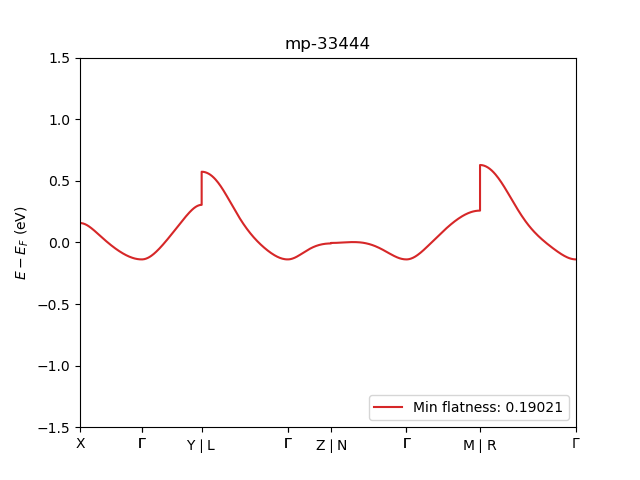 mp-33444
E − E_F (eV)
1.5
1.0
0.5
0.0
−0.5
−1.0
−1.5
Min flatness: 0.19021
X Γ Y | L Γ Z | N Γ M | R Γ